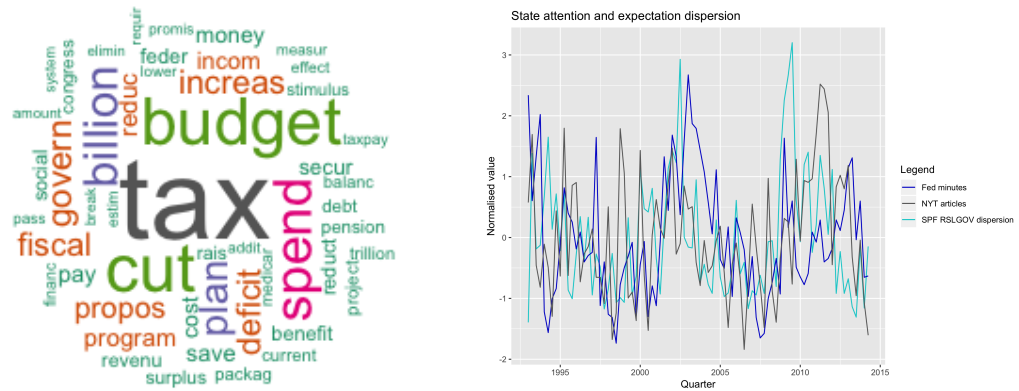 requir
promis
money
elimin
feder
incom
measur
system
congress
lower
increas
effect
stimulus
amount
billion
reduc
budget
taxpay
govern
social
tax
secur
balanc
pass
break
estim
spend
debt
pension
fiscal
cut
rais
addit
reduct
trillion
financ
pay
plan
deficit
medicar
project
propos
cost
program
benefit
revenu
save
current
surplus
packag
State attention and expectation dispersion
Normalised value
3
2
1
0
-1
-2
1995
2000
2005
2010
2015
Quarter
Legend
Fed minutes
NYT articles
SPF RSLGOV dispersion